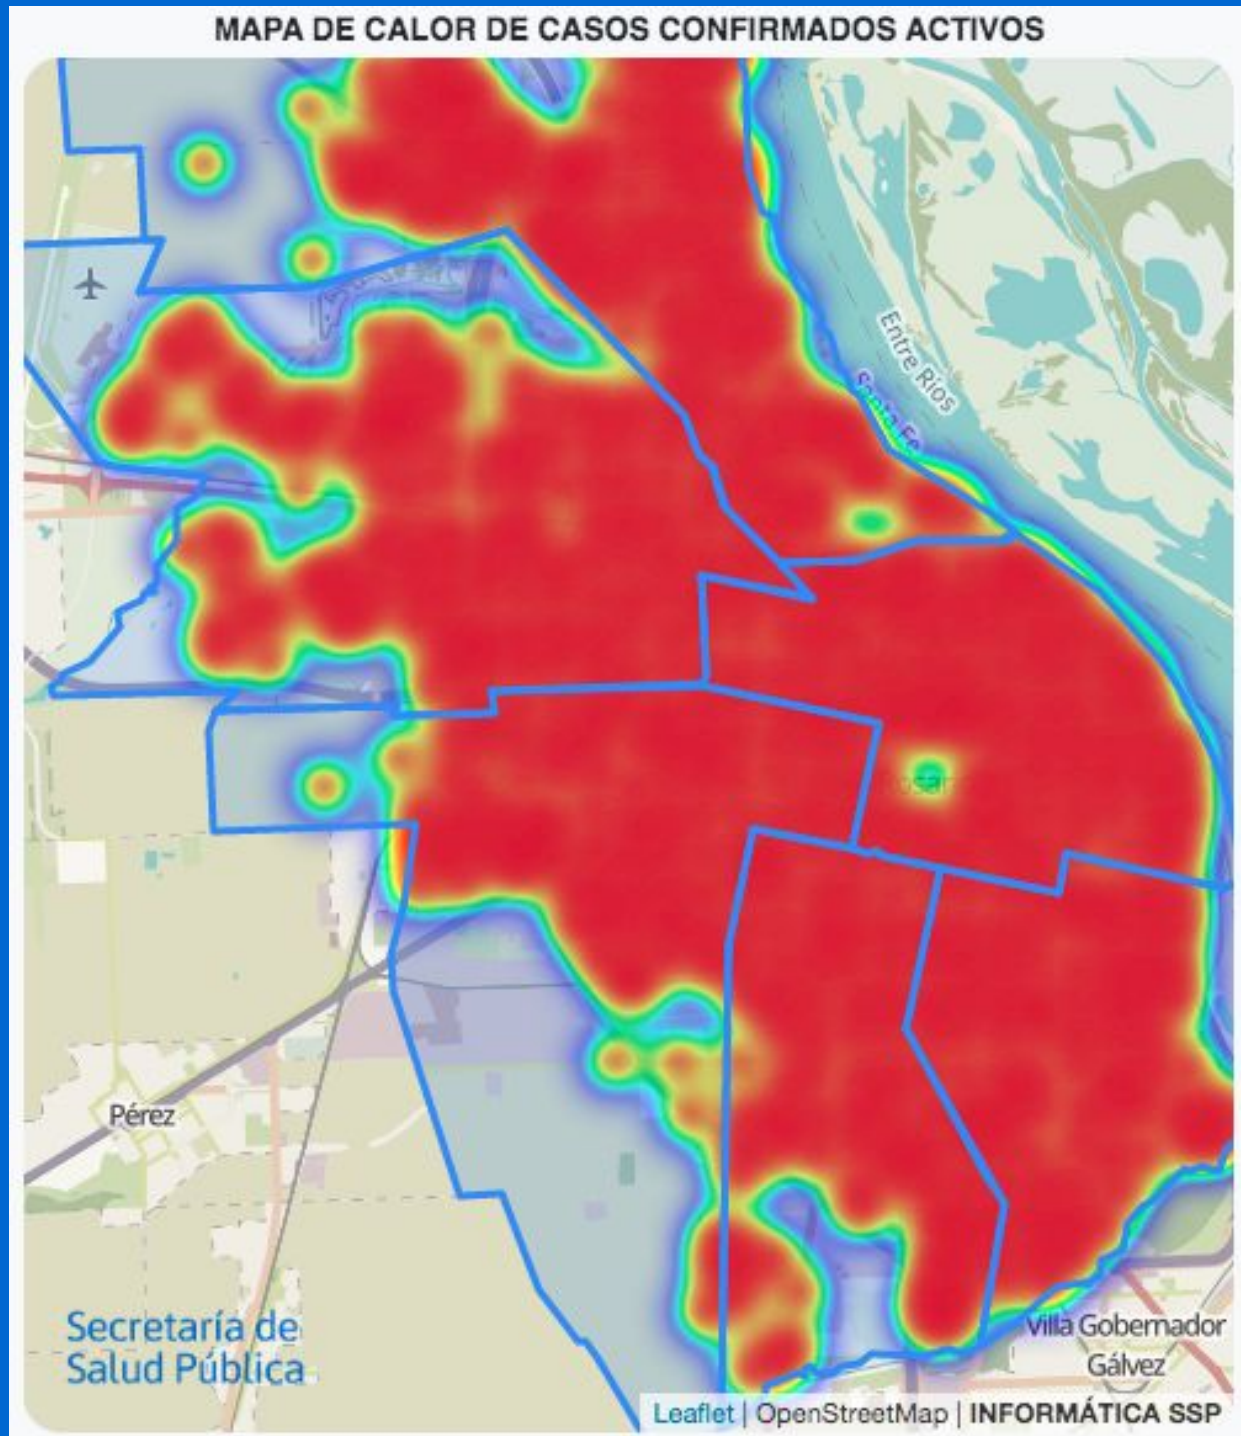 MAPA DE CALOR DE CASOS CONFIRMADOS ACTIVOS
Entre Ríos
Santa Fe
Pérez
Secretaría de
Salud Pública
Villa Gobernador
Gálvez
Leaflet | OpenStreetMap | INFORMÁTICA SSP